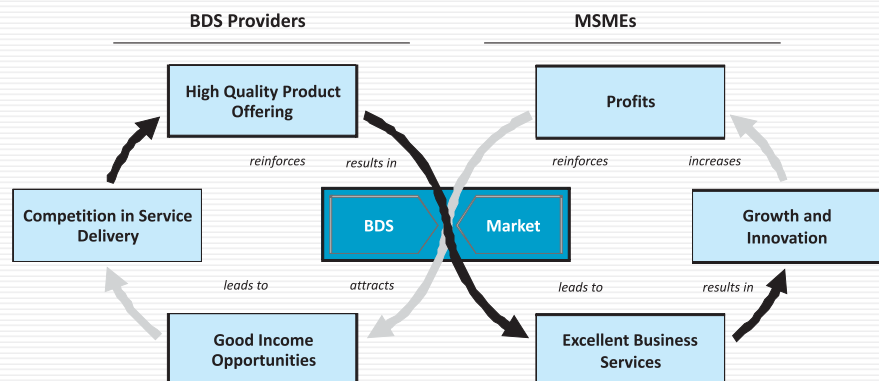 BDS Providers
MSMEs
High Quality Product
Offering
Profits
reinforces
results in
reinforces
increases
Competition in Service
Delivery
BDS
Market
Growth and
Innovation
leads to
attracts
leads to
results in
Good Income
Opportunities
Excellent Business
Services